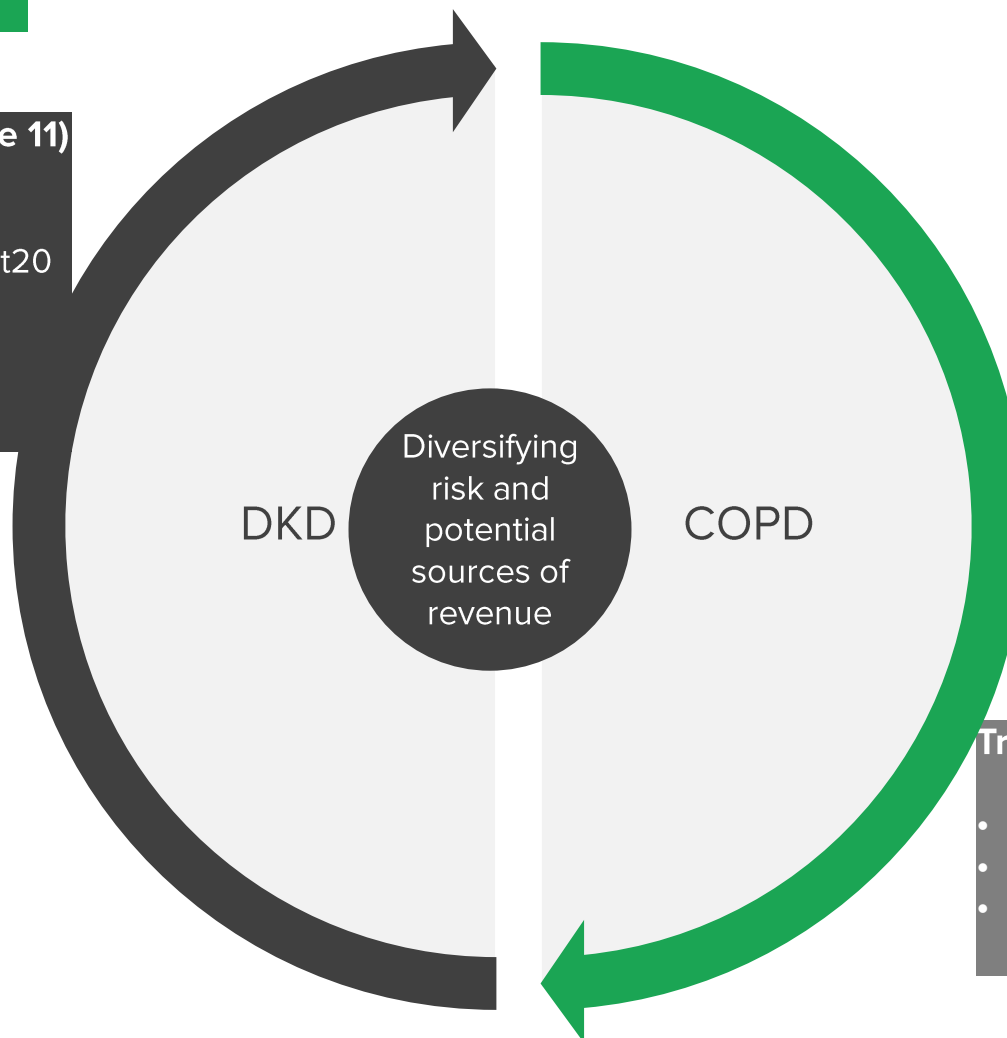 e 11)
t20
DKD
Diversifying
risk and
potential
sources of
revenue
COPD
Tr
•
•
•